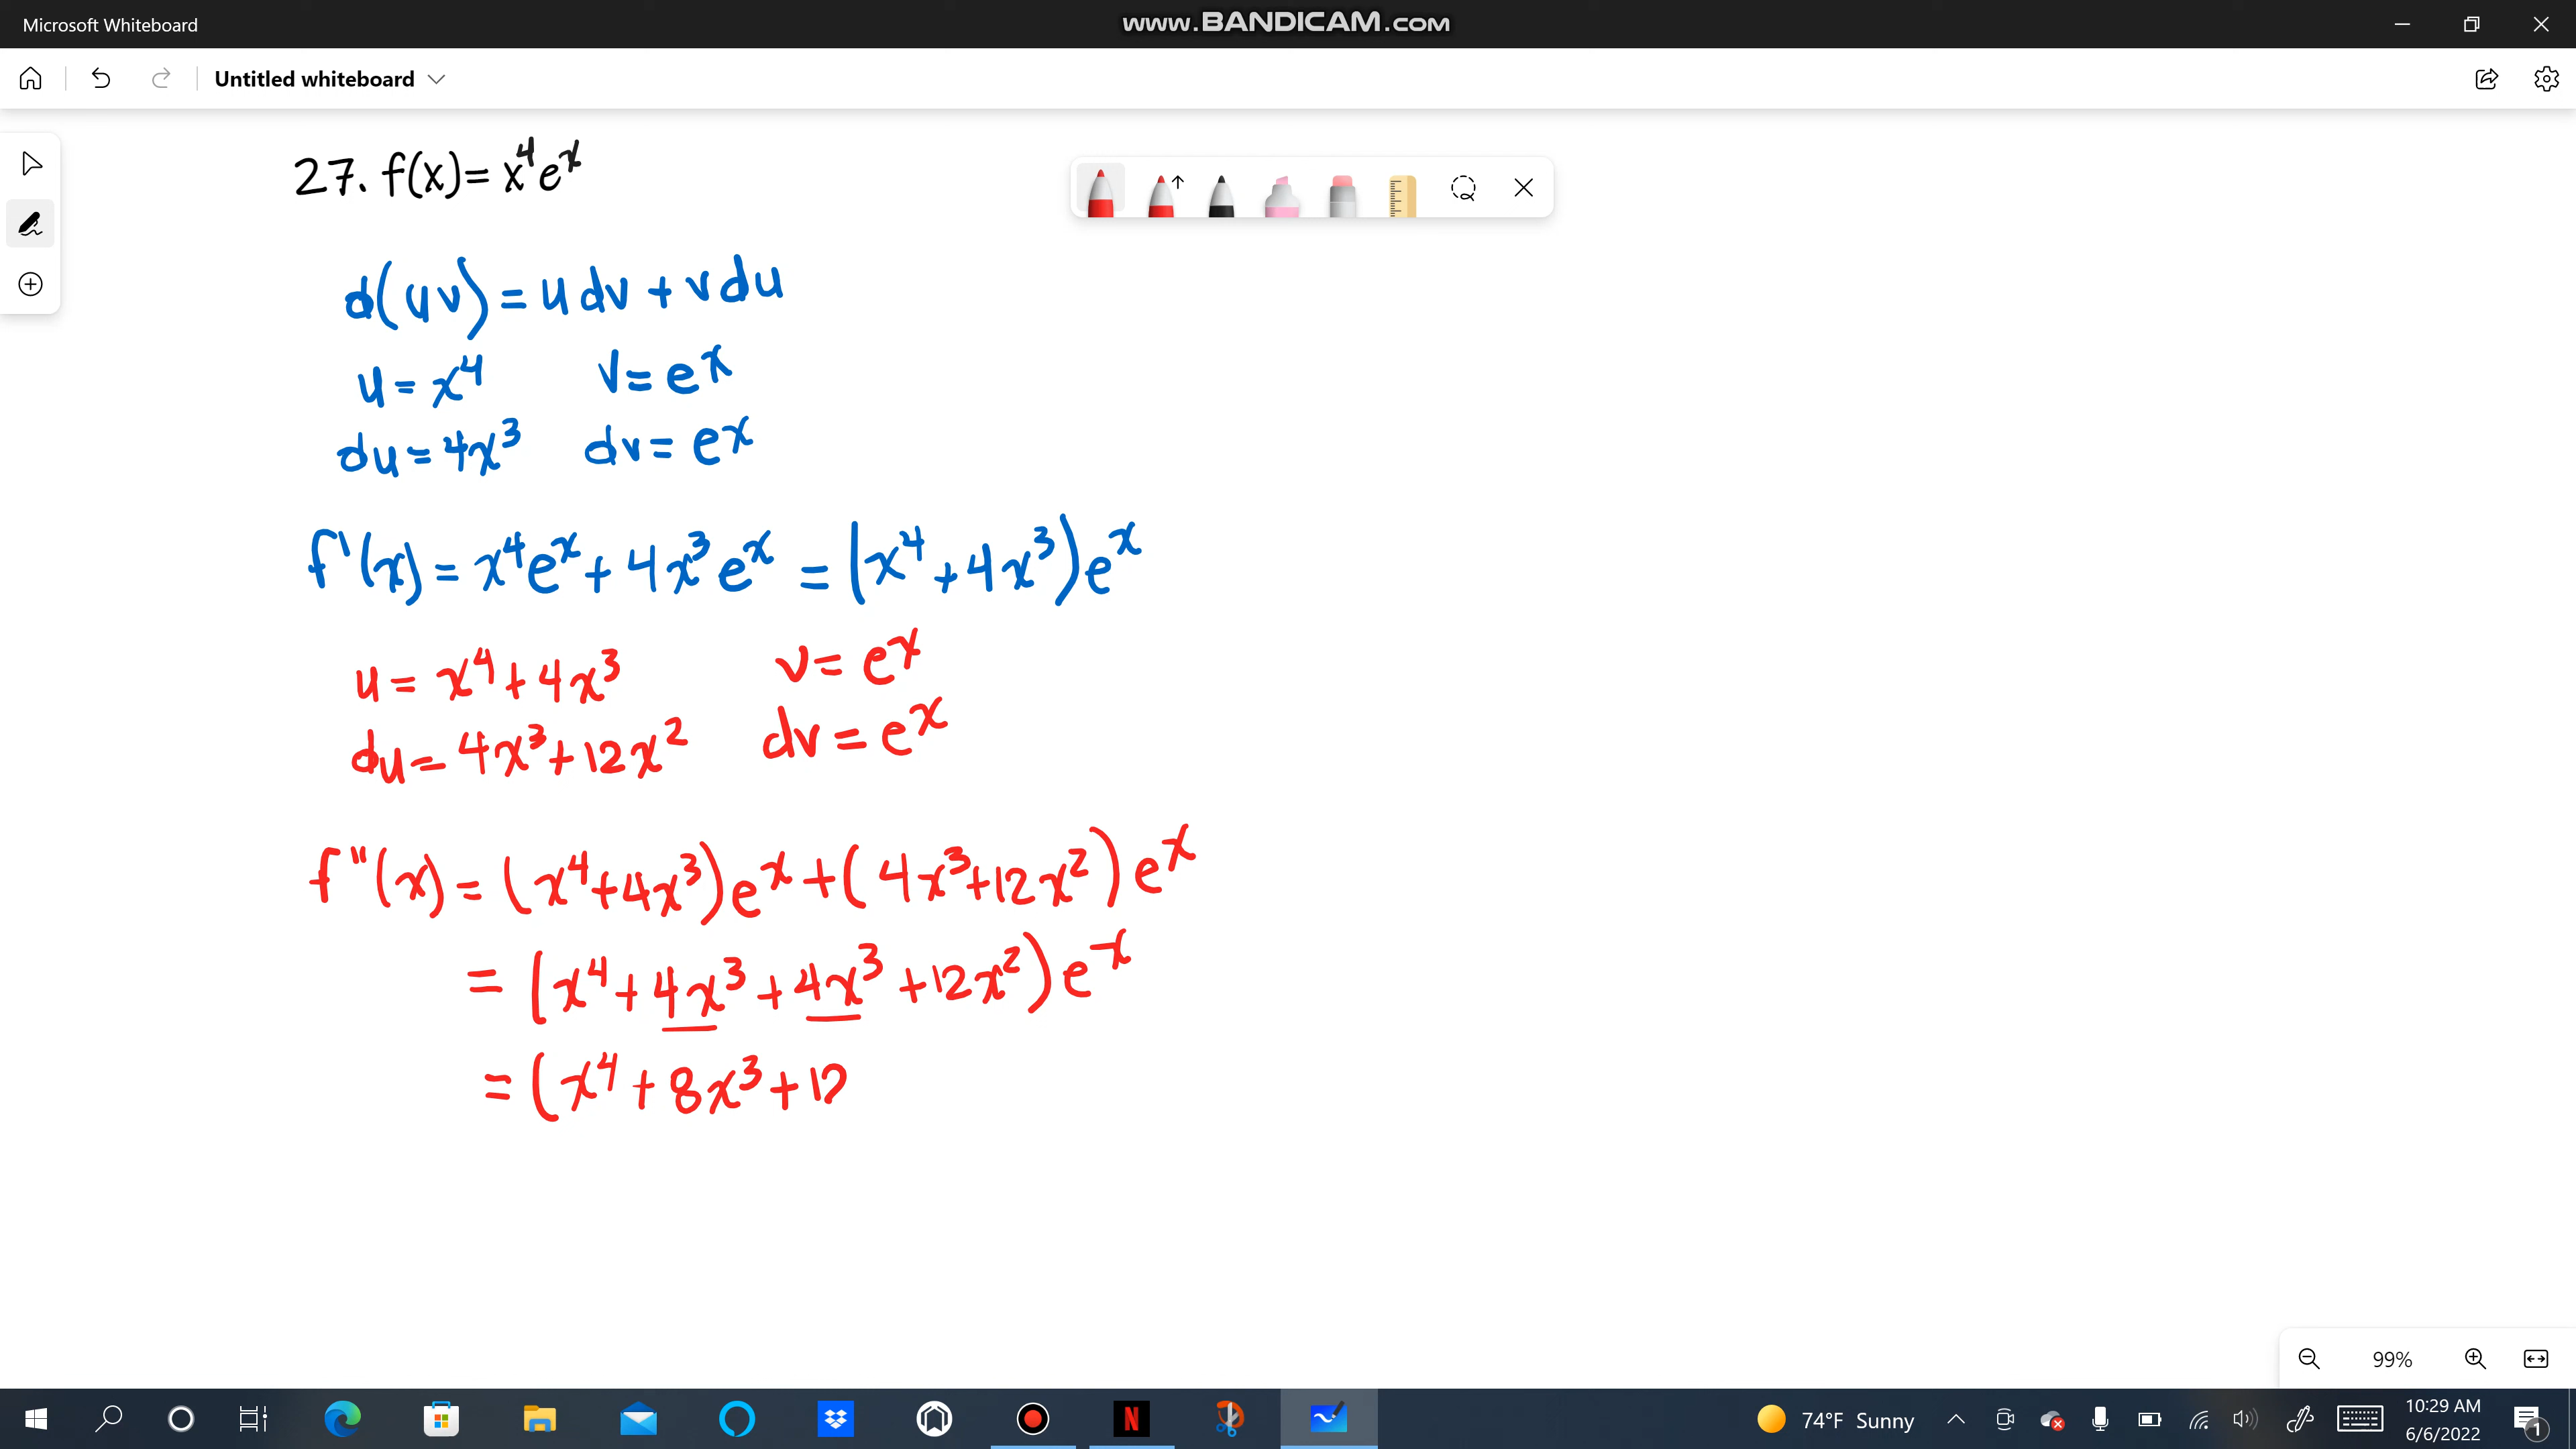 Microsoft Whiteboard
www.BANDICAM.com
Untitled whiteboard
27. f(x) = x⁴eˣ
d(uv) = u dv + v du
u = x⁴ v = eˣ
du = 4x³ dv = eˣ
f'(x) = x⁴eˣ + 4x³eˣ = (x⁴ + 4x³)eˣ
u = x⁴ + 4x³ v = eˣ
du = 4x³ + 12x² dv = eˣ
f"(x) = (x⁴ + 4x³)eˣ + (4x³ + 12x²)eˣ
= (x⁴ + 4x³ + 4x³ + 12x²)eˣ
= (x⁴ + 8x³ + 12
99%
74°F Sunny
10:29 AM
6/6/2022
1